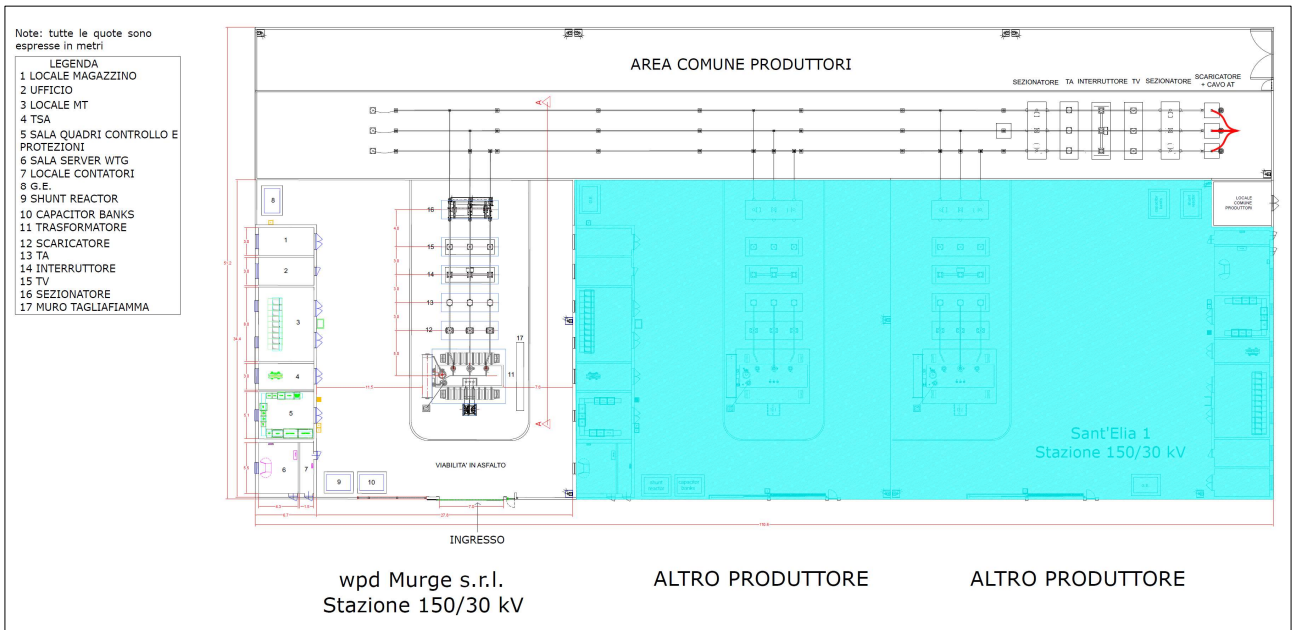 Note: tutte le quote sono
espresse in metri
LEGENDA
1 LOCALE MAGAZZINO
2 UFFICIO
3 LOCALE MT
4 TSA
5 SALA QUADRI CONTROLLO E
PROTEZIONI
6 SALA SERVER WTG
7 LOCALE CONTATORI
8 G.E.
9 SHUNT REACTOR
10 CAPACITOR BANKS
11 TRASFORMATORE
12 SCARICATORE
13 TA
14 INTERRUTTORE
15 TV
16 SEZIONATORE
17 MURO TAGLIAFIAMMA
AREA COMUNE PRODUTTORI
SEZIONATORE TA INTERRUTTORE TV SEZIONATORE SCARICATORE
+ CAVO AT
A
8
16
LOCALE
COMUNE
PRODUTTORI
1
15
2
14
3
13
12
17
4
11
5
A
Sant'Elia 1
Stazione 150/30 kV
VIABILITA' IN ASFALTO
6
7
9
10
shunt
reactor
capacitor
banks
INGRESSO
wpd Murge s.r.l.
Stazione 150/30 kV
ALTRO PRODUTTORE
ALTRO PRODUTTORE